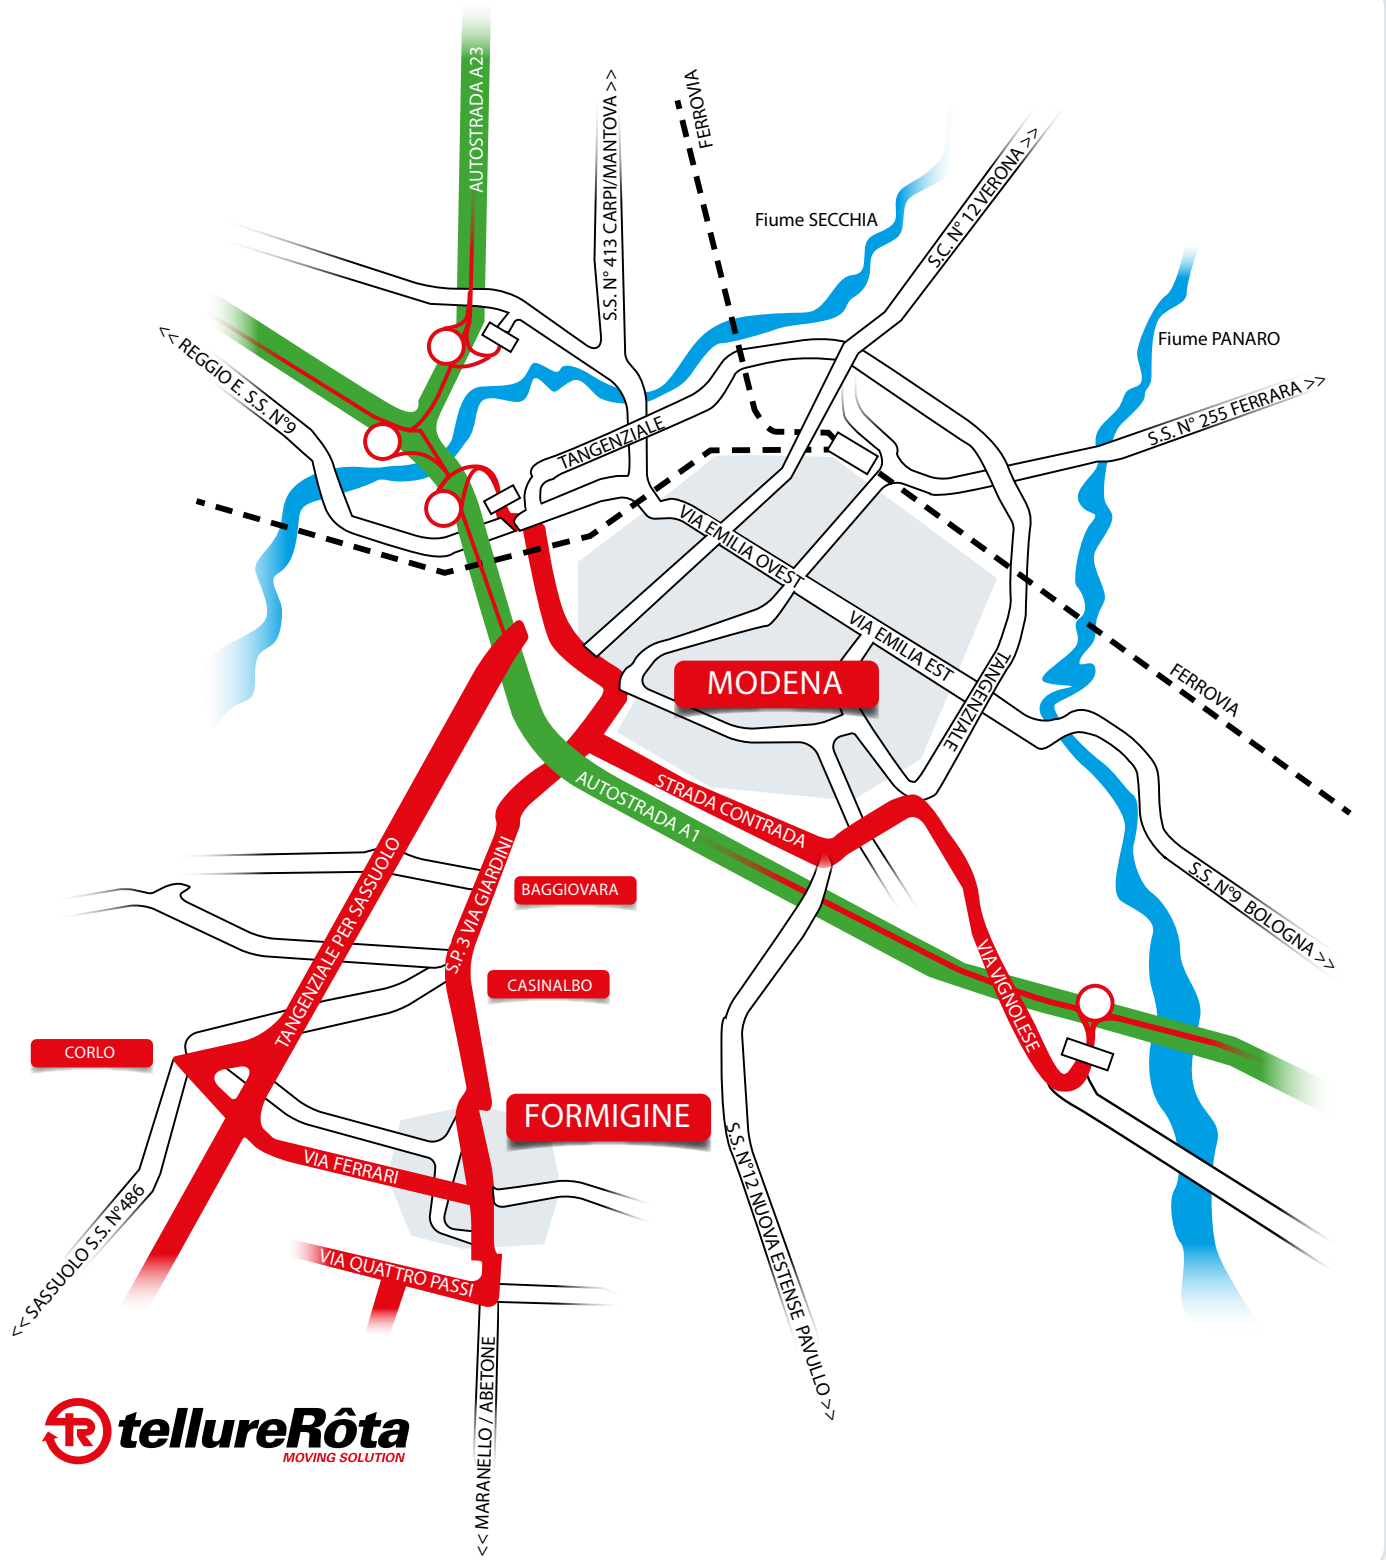 AUTOSTRADA A23
S.S. N° 413 CARPI/MANTOVA >>
FERROVIA
Fiume SECCHIA
S.C. N° 12 VERONA >>
Fiume PANARO
<< REGGIO E. S.S. N°9
S.S. N° 255 FERRARA >>
TANGENZIALE
VIA EMILIA OVEST
VIA EMILIA EST
MODENA
TANGENZIALE
FERROVIA
STRADA CONTRADA
AUTOSTRADA A1
TANGENZIALE PER SASSUOLO
S.P. 3 VIA GIARDINI
BAGGIOVARA
S.S. N°9 BOLOGNA >>
CASINALBO
VIA VIGNOLESE
CORLO
FORMIGINE
VIA FERRARI
<< SASSUOLO S.S. N°486
S.S. N°12 NUOVA ESTENSE PAVULLO >>
VIA QUATTRO PASSI
<< MARANELLO / ABETONE
TR
tellureRôta
MOVING SOLUTION